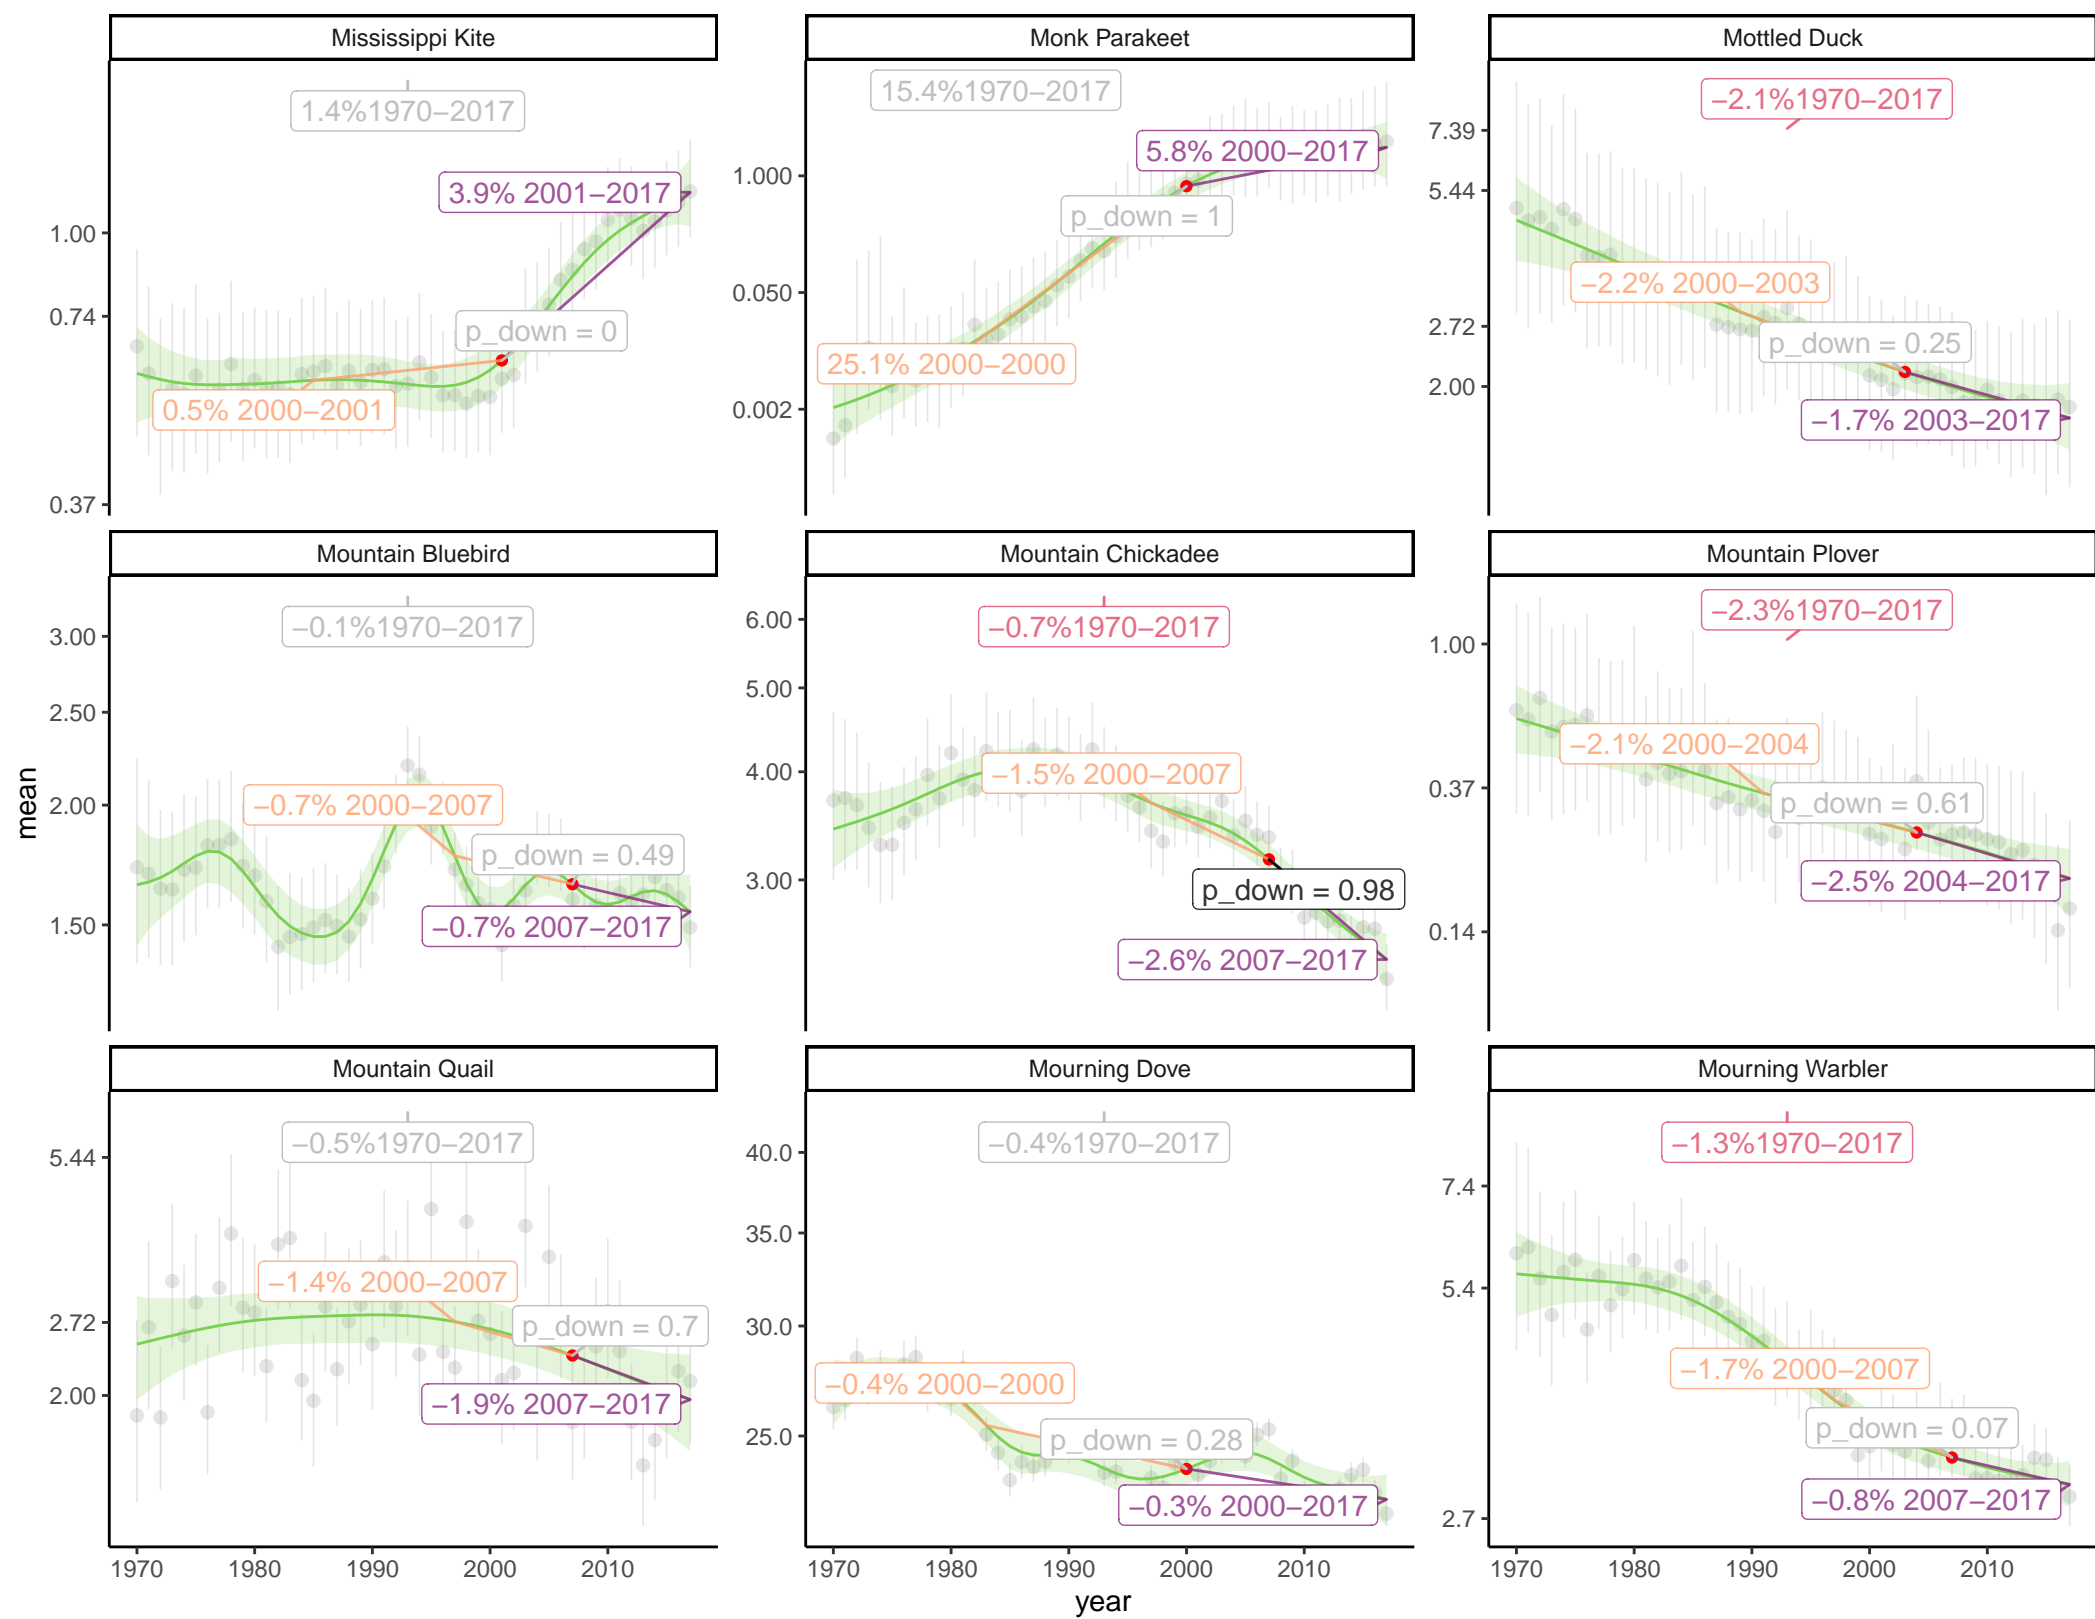 Mississippi Kite
1.4%1970–2017
3.9% 2001–2017
p_down = 0
0.5% 2000–2001
1.00
0.74
0.37
Monk Parakeet
15.4%1970–2017
5.8% 2000–2017
p_down = 1
25.1% 2000–2000
1.000
0.050
0.002
Mottled Duck
−2.1%1970–2017
−2.2% 2000–2003
p_down = 0.25
−1.7% 2003–2017
7.39
5.44
2.72
2.00
Mountain Bluebird
−0.1%1970–2017
−0.7% 2000–2007
p_down = 0.49
−0.7% 2007–2017
3.00
2.50
2.00
1.50
Mountain Chickadee
−0.7%1970–2017
−1.5% 2000–2007
p_down = 0.98
−2.6% 2007–2017
6.00
5.00
4.00
3.00
Mountain Plover
−2.3%1970–2017
−2.1% 2000–2004
p_down = 0.61
−2.5% 2004–2017
1.00
0.37
0.14
Mountain Quail
−0.5%1970–2017
−1.4% 2000–2007
p_down = 0.7
−1.9% 2007–2017
5.44
2.72
2.00
1970 1980 1990 2000 2010
Mourning Dove
−0.4%1970–2017
−0.4% 2000–2000
p_down = 0.28
−0.3% 2000–2017
40.0
35.0
30.0
25.0
1970 1980 1990 2000 2010
Mourning Warbler
−1.3%1970–2017
−1.7% 2000–2007
p_down = 0.07
−0.8% 2007–2017
7.4
5.4
2.7
1970 1980 1990 2000 2010
mean
year